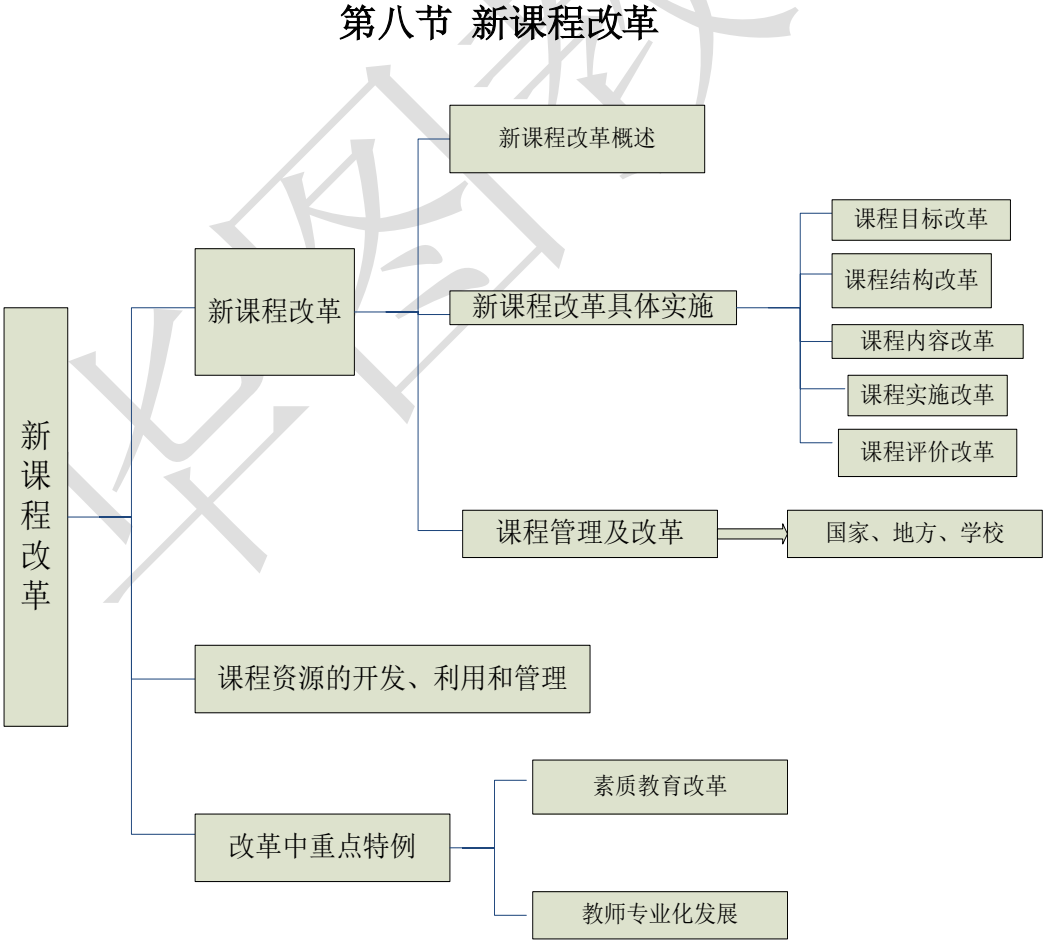 第八节 新课程改革
新课程改革
新课程改革
新课程改革概述
新课程改革具体实施
课程目标改革
课程结构改革
课程内容改革
课程实施改革
课程评价改革
课程管理及改革
国家、地方、学校
课程资源的开发、利用和管理
改革中重点特例
素质教育改革
教师专业化发展
华图教